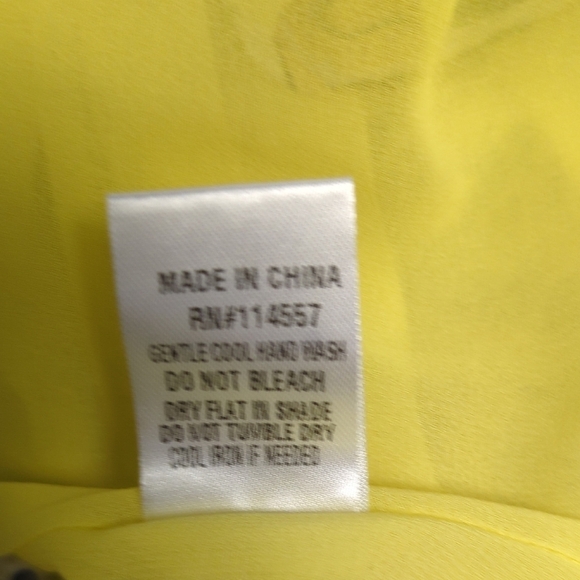 MADE IN CHINA
RN#114557
GENTLE COOL HAND WASH
DO NOT BLEACH
DRY FLAT IN SHADE
DO NOT TUMBLE DRY
COOL IRON IF NEEDED